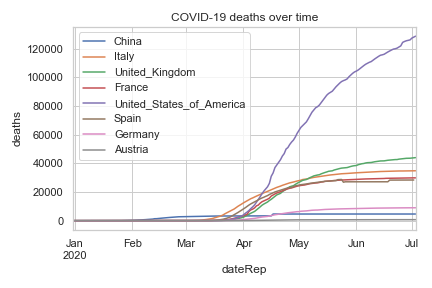 COVID-19 deaths over time
China
Italy
United_Kingdom
France
United_States_of_America
Spain
Germany
Austria
deaths
120000
100000
80000
60000
40000
20000
0
Jan Feb Mar Apr May Jun Jul
2020
dateRep